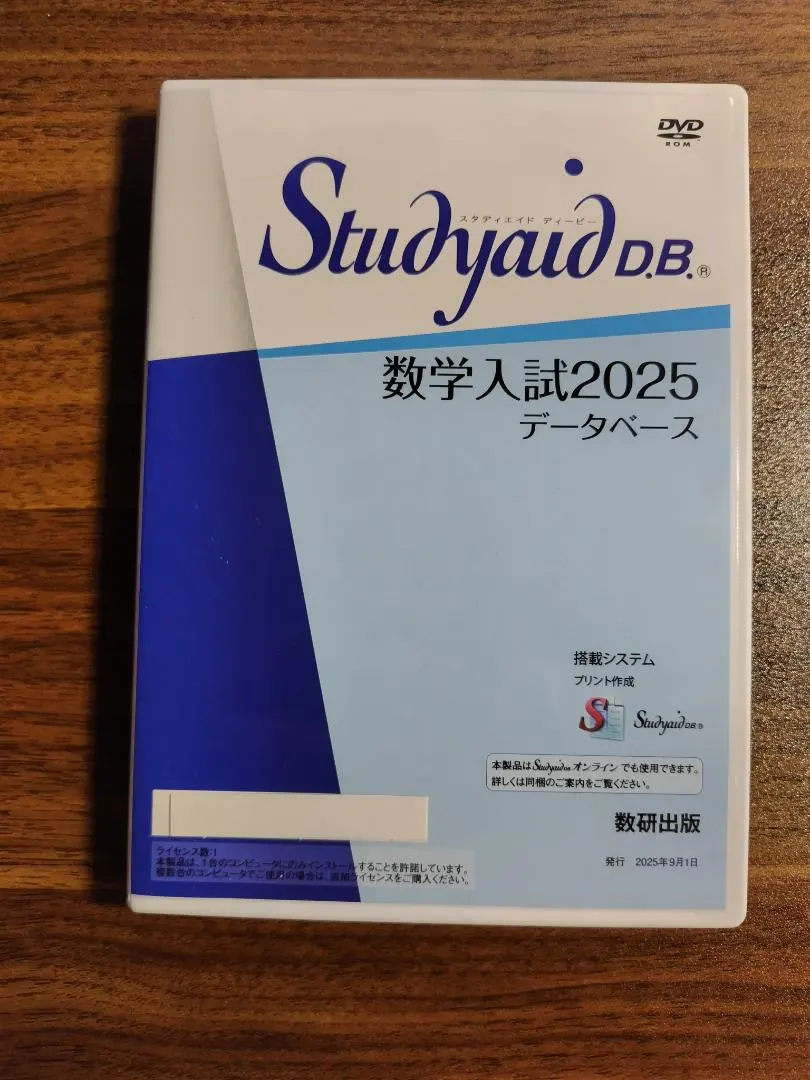 DVD
ROM
スタディエイド ディービー
Studyaid D.B.®
数学入試2025
データベース
搭載システム
プリント作成
S Studyaid D.B.®
本製品はStudyaid D.B.オンラインでも使用できます。
詳しくは同梱のご案内をご覧ください。
数研出版
発行 2025年9月1日
ライセンス数:1
本製品は、1台のコンピュータにのみインストールすることを許諾しています。
複数台のコンピュータでご使用の場合は、追加ライセンスをご購入ください。